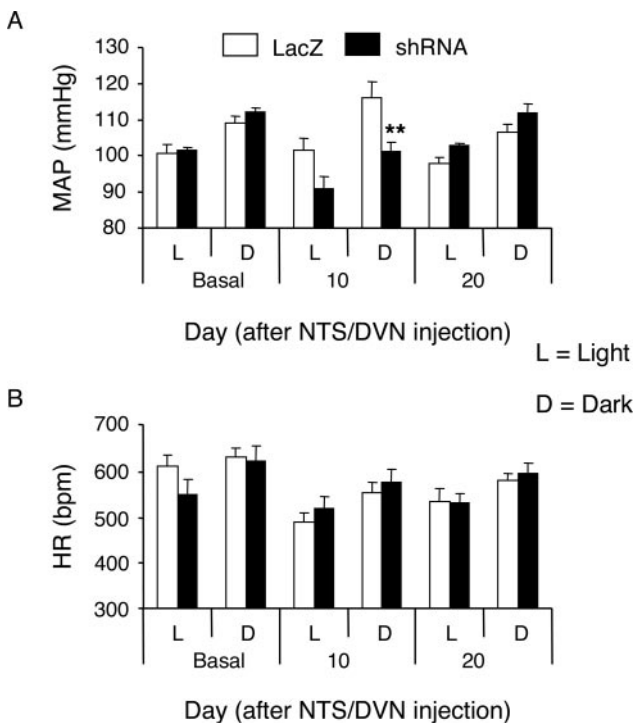 A
LacZ shRNA
MAP (mmHg)
130
120
110
100
90
80
**
L D L D L D
Basal 10 20
Day (after NTS/DVN injection)
L = Light
D = Dark
B
HR (bpm)
700
600
500
400
300
L D L D L D
Basal 10 20
Day (after NTS/DVN injection)